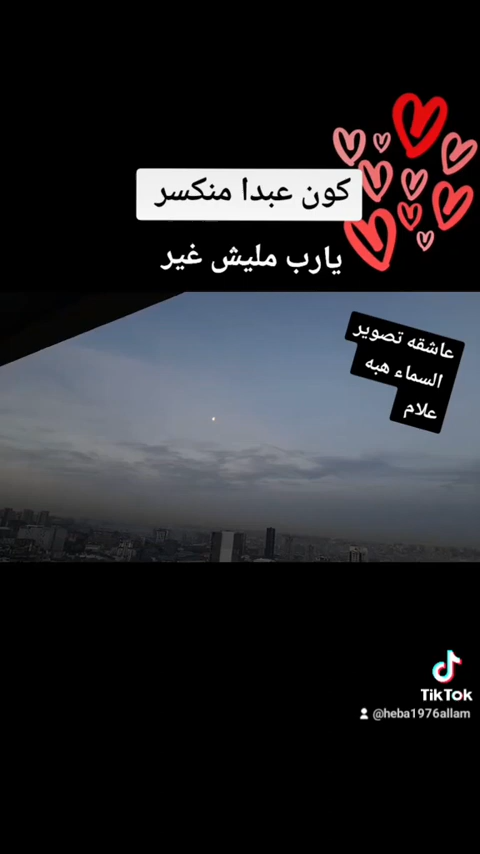 كون عبدا منكسر
يارب مليش غير
عاشقه تصوير
السماء هبه
علام
TikTok
@heba1976allam